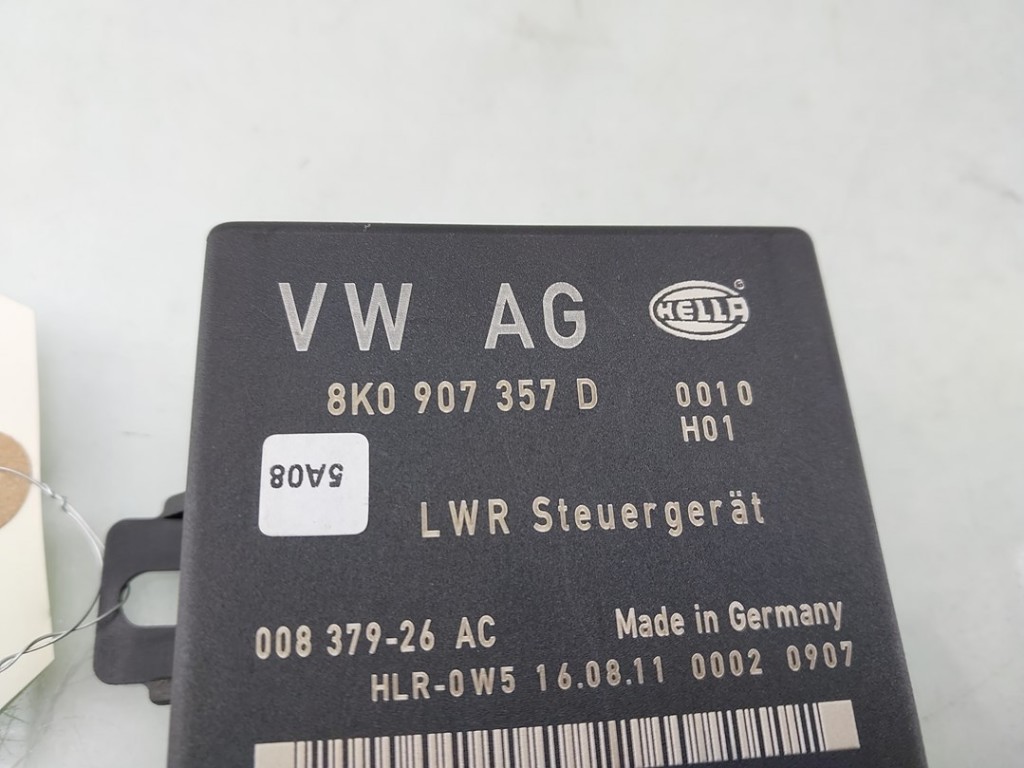 VW AG HELLA ®
8K0 907 357 D 0010
H01
5A08
LWR Steuergerät
008 379-26 AC Made in Germany
HLR-0W5 16.08.11 0002 0907